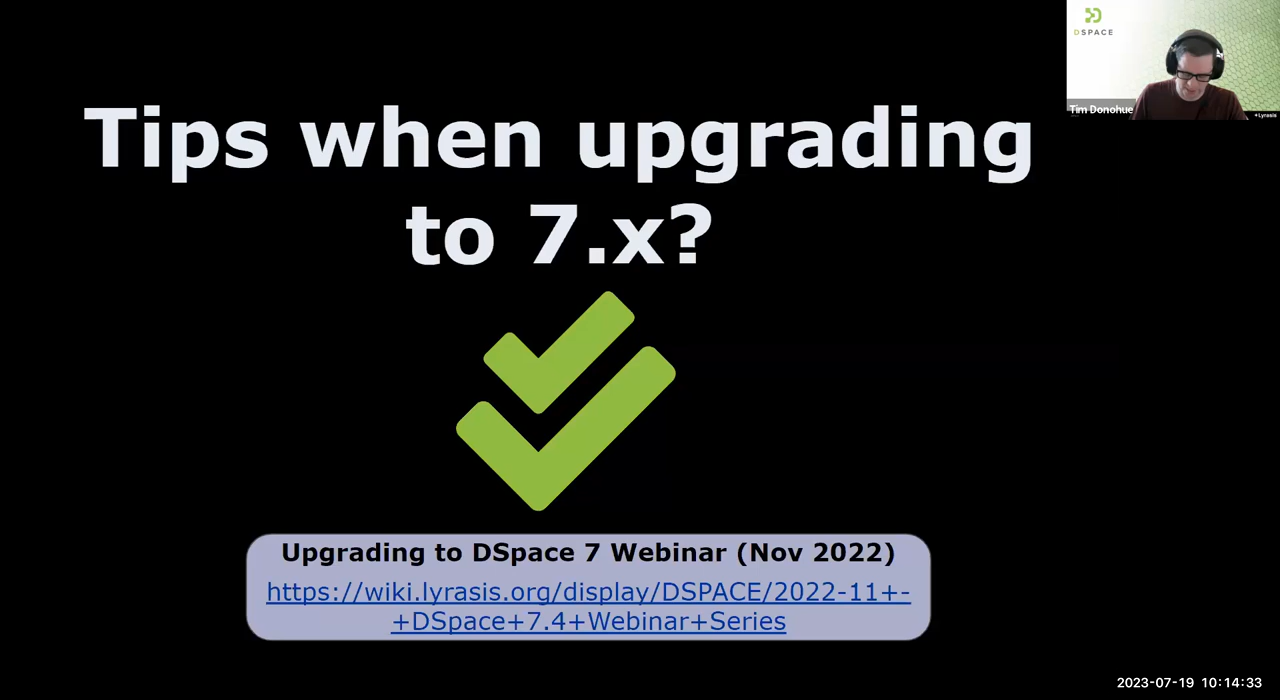 DSPACE
Tim Donohue
Lyrasis
Tips when upgrading
to 7.x?
Upgrading to DSpace 7 Webinar (Nov 2022)
https://wiki.lyrasis.org/display/DSPACE/2022-11+-
+DSpace+7.4+Webinar+Series
2023-07-19 10:14:33